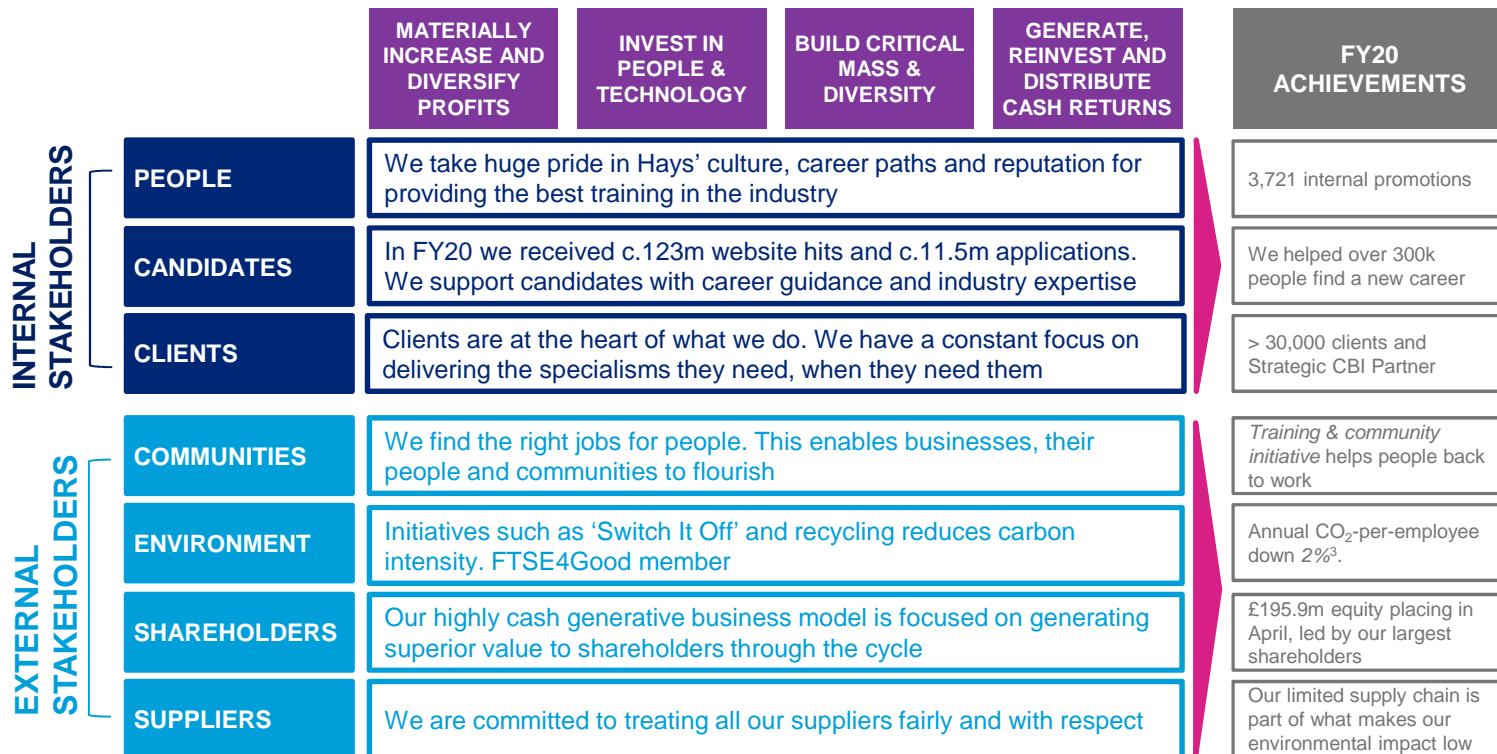 MATERIALLY
INCREASE AND
DIVERSIFY
PROFITS
INVEST IN
PEOPLE &
TECHNOLOGY
BUILD CRITICAL
MASS &
DIVERSITY
GENERATE,
REINVEST AND
DISTRIBUTE
CASH RETURNS
FY20
ACHIEVEMENTS
INTERNAL
STAKEHOLDERS
PEOPLE
We take huge pride in Hays’ culture, career paths and reputation for
providing the best training in the industry
3,721 internal promotions
CANDIDATES
In FY20 we received c.123m website hits and c.11.5m applications.
We support candidates with career guidance and industry expertise
We helped over 300k
people find a new career
CLIENTS
Clients are at the heart of what we do. We have a constant focus on
delivering the specialisms they need, when they need them
> 30,000 clients and
Strategic CBI Partner
EXTERNAL
STAKEHOLDERS
COMMUNITIES
We find the right jobs for people. This enables businesses, their
people and communities to flourish
Training & community
initiative helps people back
to work
ENVIRONMENT
Initiatives such as ‘Switch It Off’ and recycling reduces carbon
intensity. FTSE4Good member
Annual CO₂-per-employee
down 2%³.
SHAREHOLDERS
Our highly cash generative business model is focused on generating
superior value to shareholders through the cycle
£195.9m equity placing in
April, led by our largest
shareholders
SUPPLIERS
We are committed to treating all our suppliers fairly and with respect
Our limited supply chain is
part of what makes our
environmental impact low